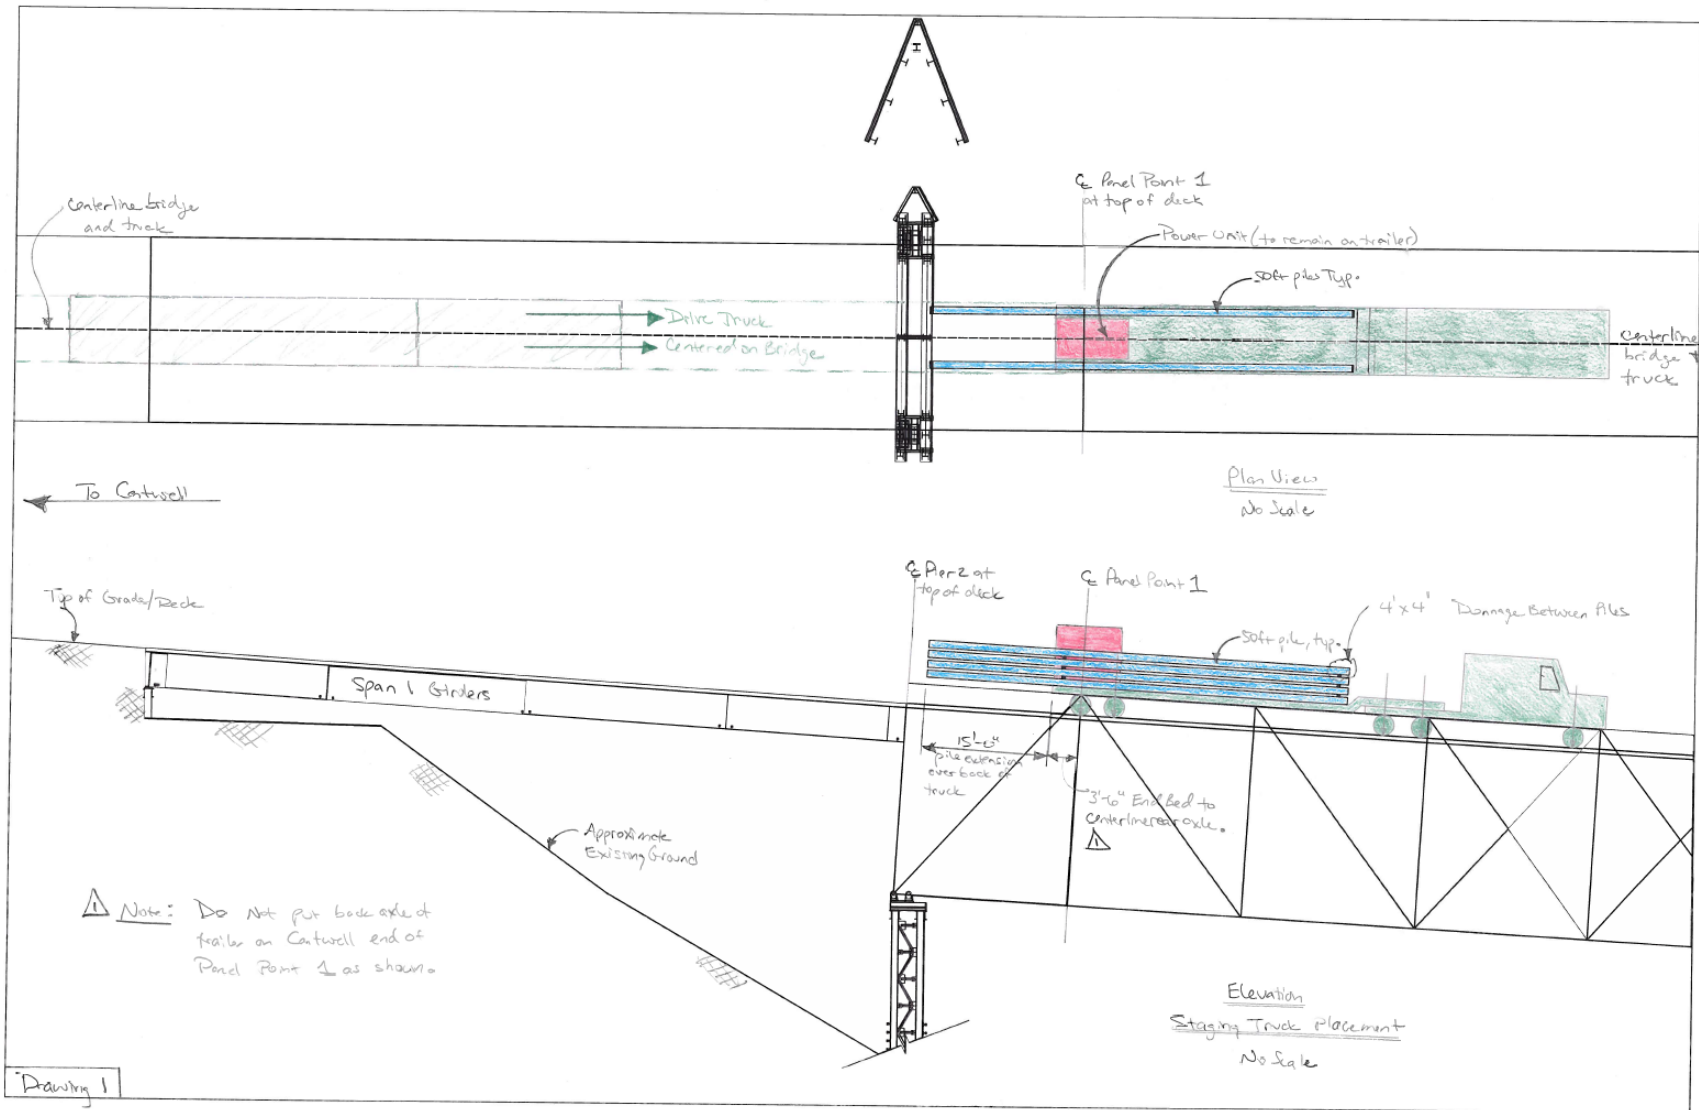 Centerline bridge
and truck
℄ Panel Point 1
at top of deck
Power Unit (to remain on trailer)
50ft piles Typ.
Drive Truck
Centered on Bridge
Centerline
bridge
truck
To Cantwell
Plan View
No Scale
℄ Pier 2 at
top of deck
℄ Panel Point 1
Top of Grade/Deck
4'x4" Dunnage Between Piles
50ft pile, typ.
Span 1 Girders
15'-0"
pile extension
over back of
truck
3'-6" End Bed to
centerline rear axle.
1
Approximate
Existing Ground
1 Note: Do Not put back axle of
trailer on Cantwell end of
Panel Point 1 as shown.
Elevation
Staging Truck Placement
No Scale
Drawing 1